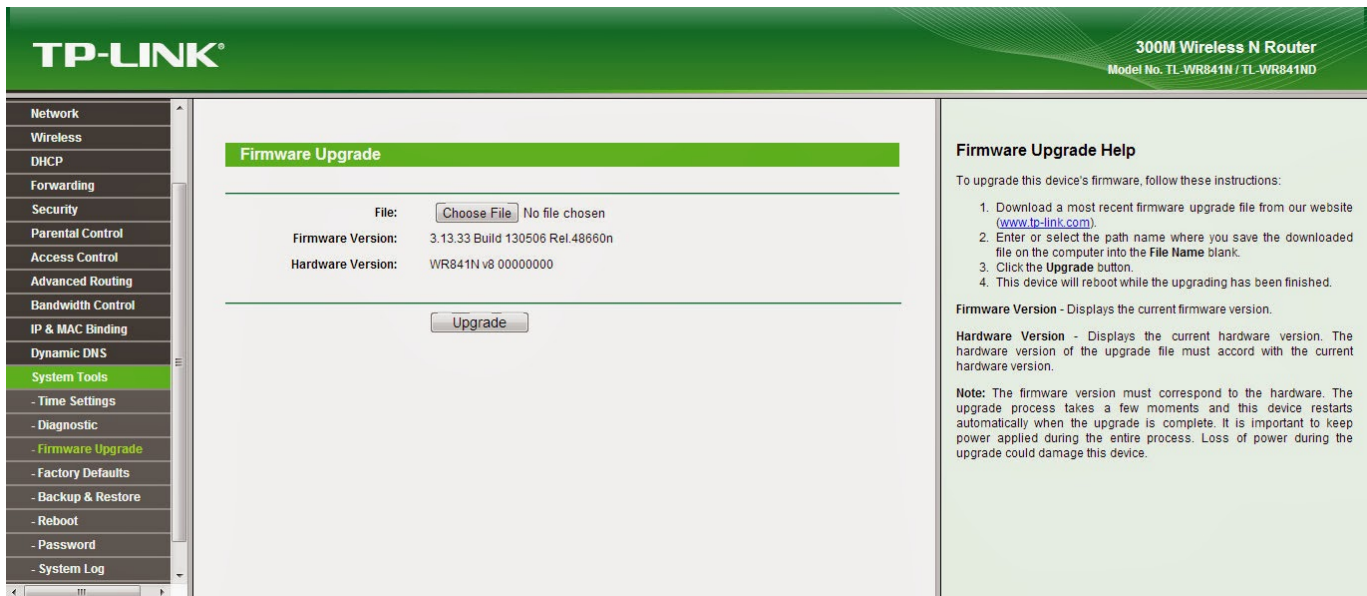 TP-LINK®
300M Wireless N Router
Model No. TL-WR841N / TL-WR841ND
Network
Wireless
DHCP
Forwarding
Security
Parental Control
Access Control
Advanced Routing
Bandwidth Control
IP & MAC Binding
Dynamic DNS
System Tools
- Time Settings
- Diagnostic
- Firmware Upgrade
- Factory Defaults
- Backup & Restore
- Reboot
- Password
- System Log
Firmware Upgrade
File: Choose File No file chosen
Firmware Version: 3.13.33 Build 130506 Rel.48660n
Hardware Version: WR841N v8 00000000
Upgrade
Firmware Upgrade Help
To upgrade this device's firmware, follow these instructions:
1. Download a most recent firmware upgrade file from our website
(www.tp-link.com).
2. Enter or select the path name where you save the downloaded
file on the computer into the File Name blank.
3. Click the Upgrade button.
4. This device will reboot while the upgrading has been finished.
Firmware Version - Displays the current firmware version.
Hardware Version - Displays the current hardware version. The
hardware version of the upgrade file must accord with the current
hardware version.
Note: The firmware version must correspond to the hardware. The
upgrade process takes a few moments and this device restarts
automatically when the upgrade is complete. It is important to keep
power applied during the entire process. Loss of power during the
upgrade could damage this device.